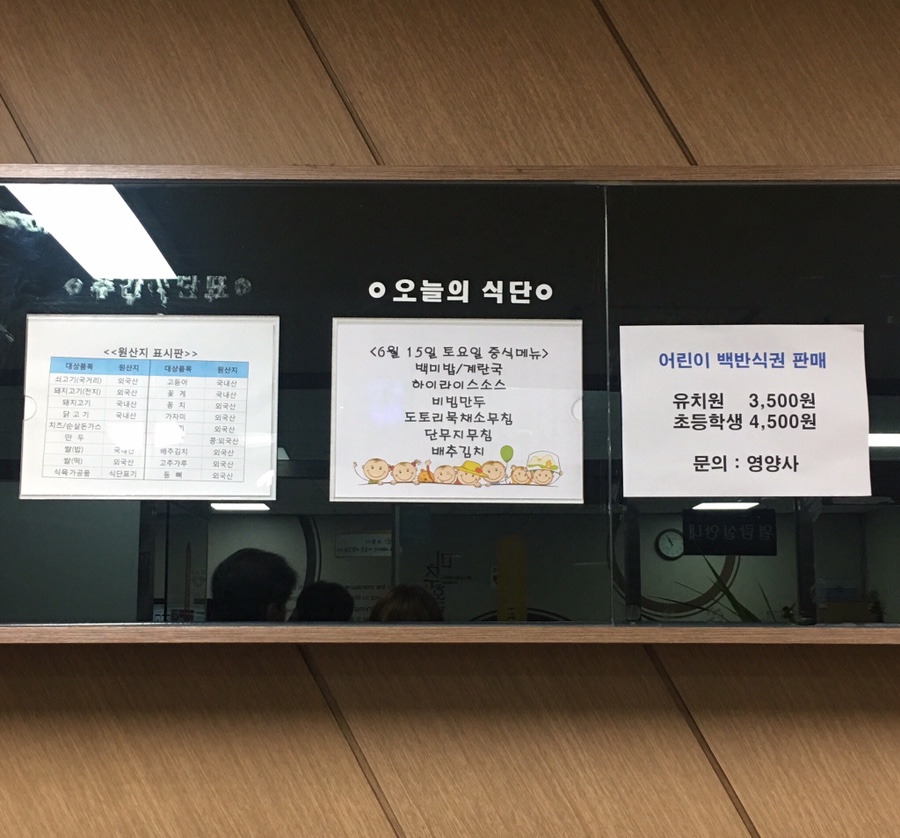 오늘의 식단
<<원산지 표시판>>
대상품목 원산지 대상품목 원산지
쇠고기(국거리) 외국산 고등어 국내산
돼지고기(전지) 외국산 꽃 게 국내산
돼지고기 국내산 꽁 치 외국산
닭 고 기 국내산 가자미 외국산
치즈/순살돈가스 외국산
만 두 콩:외국산
쌀(밥) 배추김치 외국산
쌀(떡) 외국산 고추가루 외국산
식육가공품 식단표기 등 뼈 외국산
<6월 15일 토요일 중식메뉴>
백미밥/계란국
하이라이스소스
비빔만두
도토리묵채소무침
단무지무침
배추김치
어린이 백반식권 판매
유치원 3,500원
초등학생 4,500원
문의 : 영양사